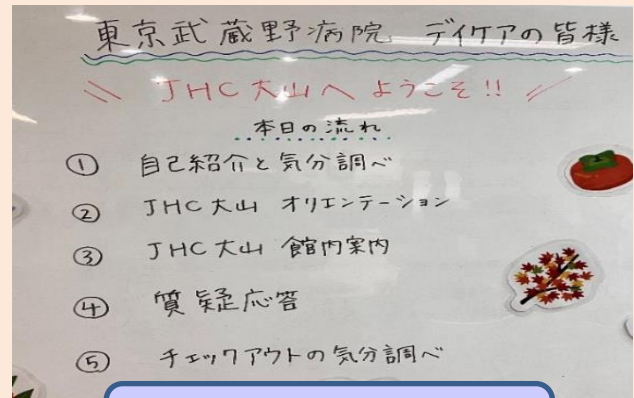 東京武蔵野病院 デイケアの皆様
\\ JHC大山へ ようこそ!! //
本日の流れ
① 自己紹介と気分調べ
② JHC大山 オリエンテーション
③ JHC大山 館内案内
④ 質疑応答
⑤ チェックアウトの気分調べ